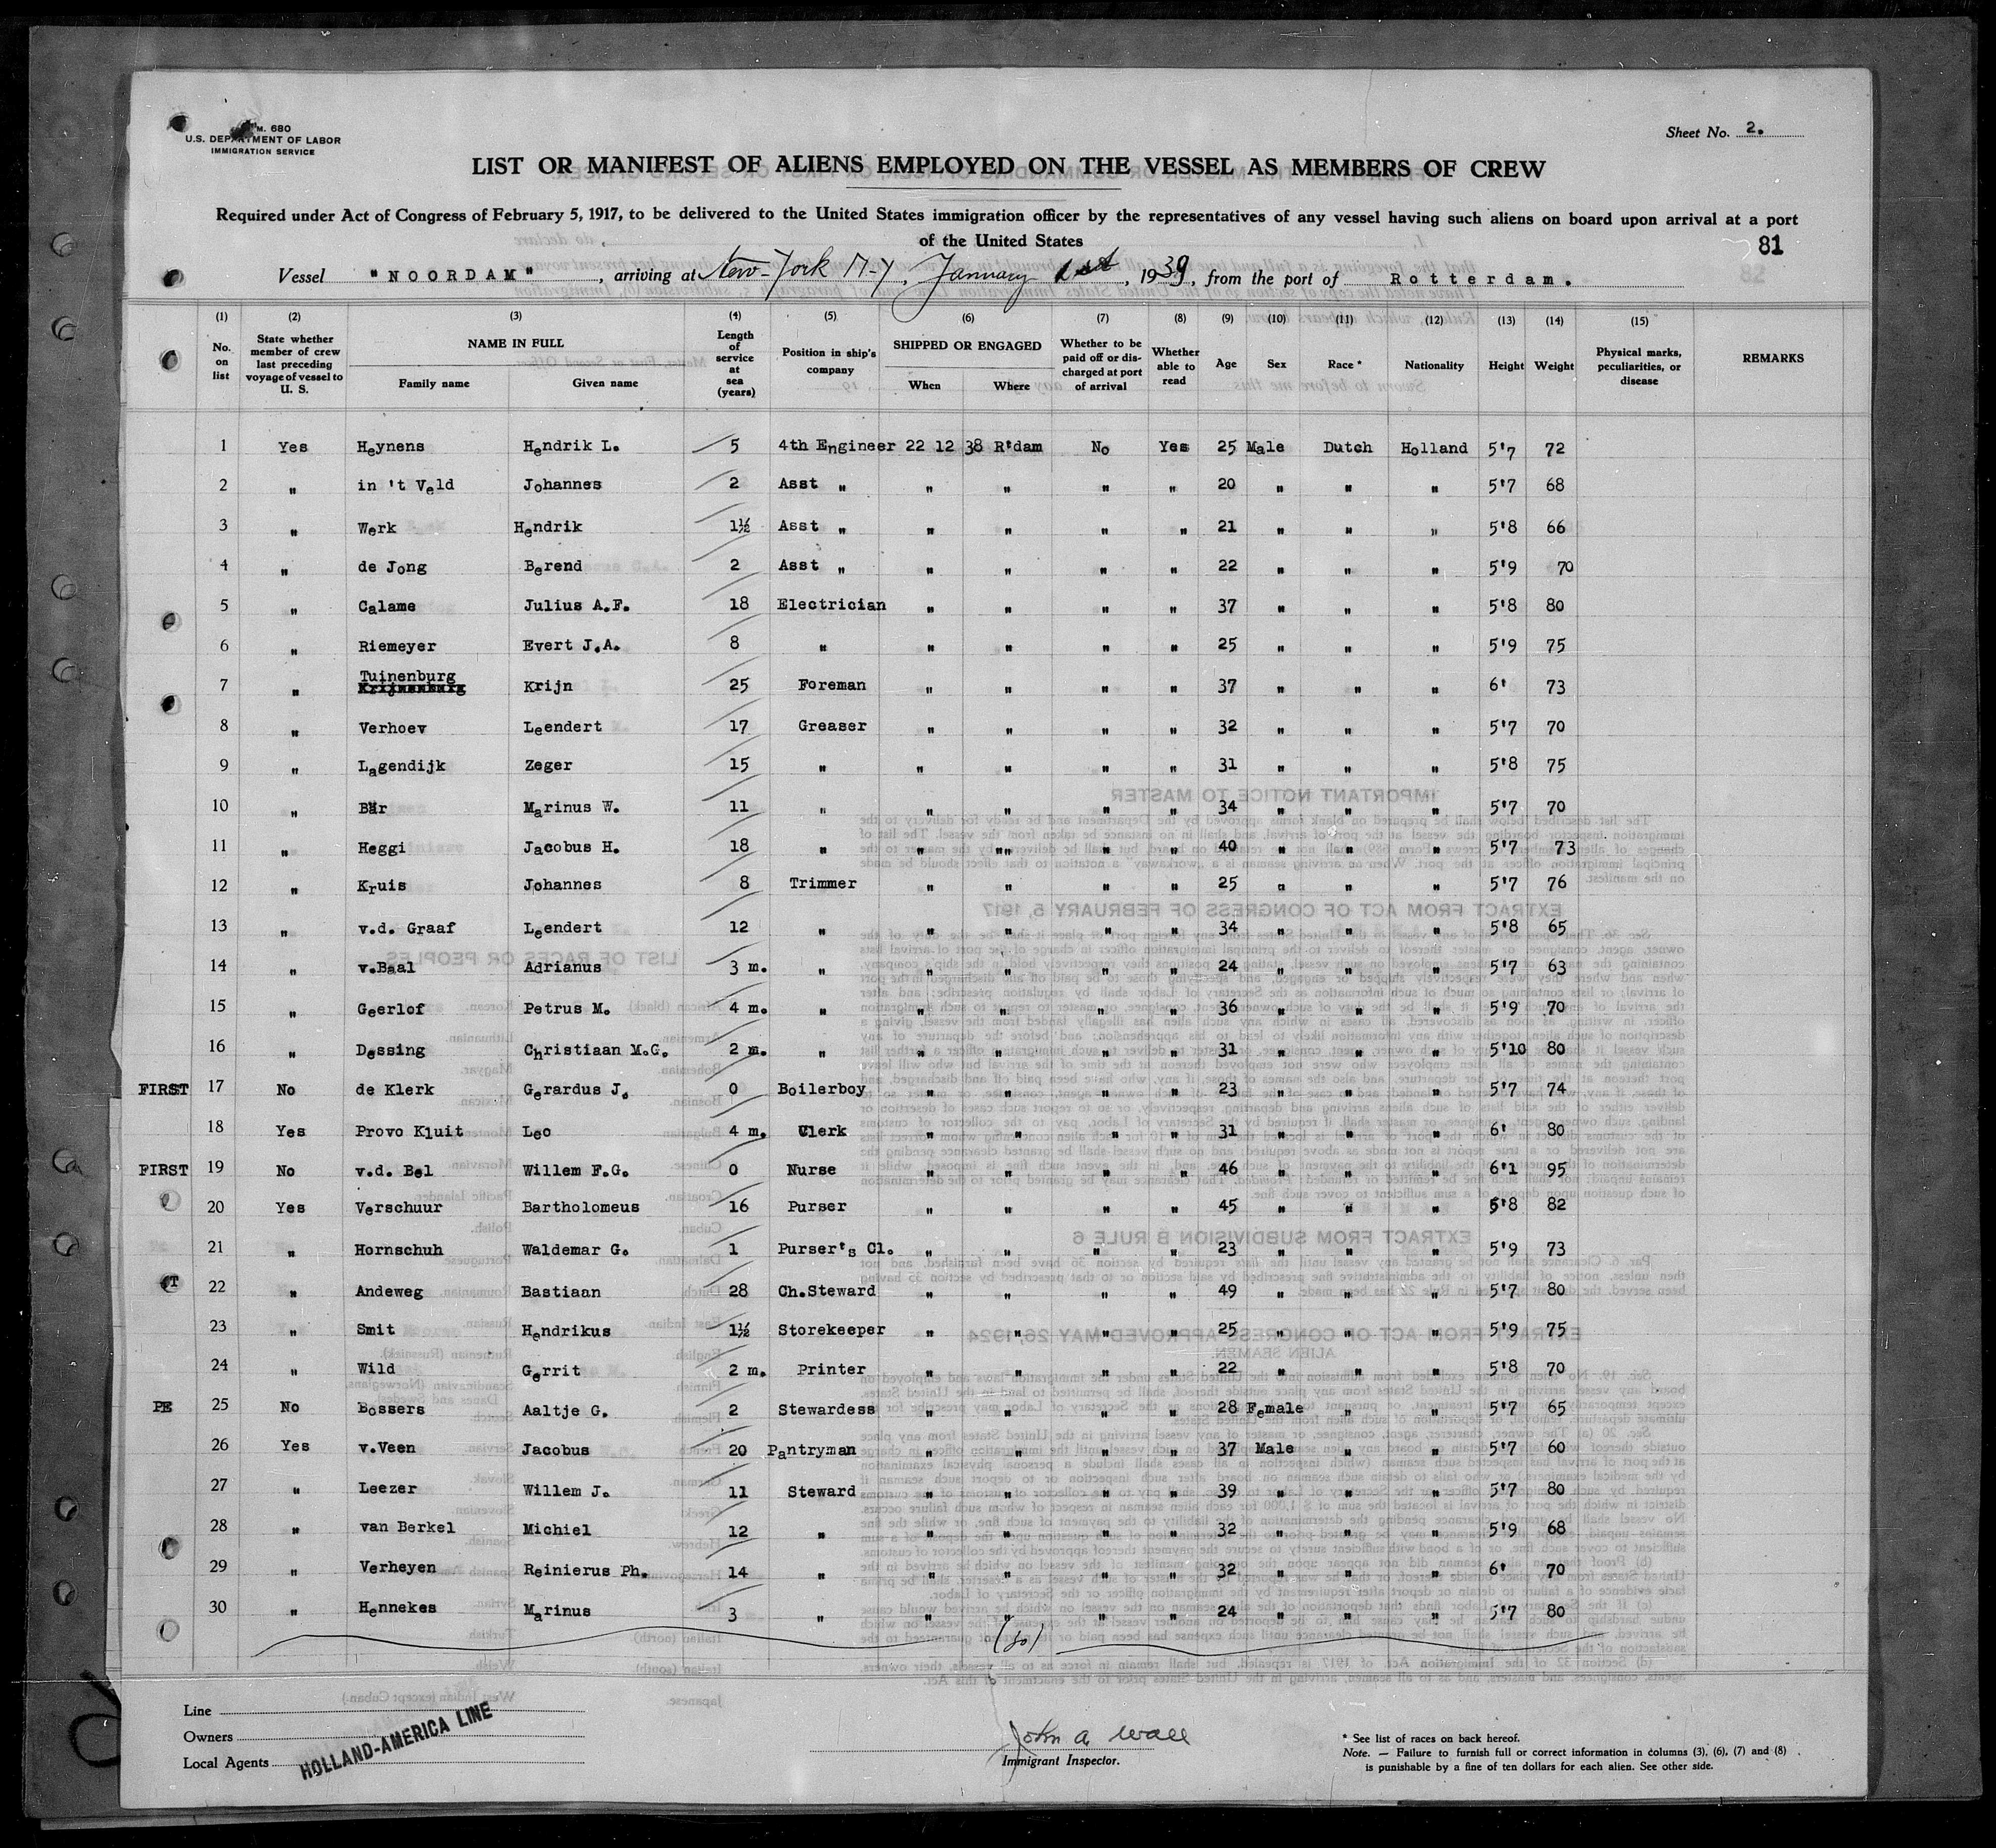 FORM. 680
U.S. DEPARTMENT OF LABOR
IMMIGRATION SERVICE
Sheet No. 2.
LIST OR MANIFEST OF ALIENS EMPLOYED ON THE VESSEL AS MEMBERS OF CREW
Required under Act of Congress of February 5, 1917, to be delivered to the United States immigration officer by the representatives of any vessel having such aliens on board upon arrival at a port
of the United States
81
Vessel "NOORDAM", arriving at New-York N-Y, January 1st, 1939, from the port of Rotterdam.
(1) (2) (3) (4) (5) (6) (7) (8) (9) (10) (11) (12) (13) (14) (15)
No. on list State whether member of crew last preceding voyage of vessel to U. S. NAME IN FULL Family name Given name Length of service at sea (years) Position in ship's company SHIPPED OR ENGAGED When Where Whether to be paid off or discharged at port of arrival Whether able to read Age Sex Race * Nationality Height Weight Physical marks, peculiarities, or disease REMARKS
1 Yes Heynens Hendrik L. 5 4th Engineer 22 12 38 R'dam No Yes 25 Male Dutch Holland 5'7 72
2 " in 't Veld Johannes 2 Asst " " " " " 20 " " " 5'7 68
3 " Werk Hendrik 1½ Asst " " " " " 21 " " " 5'8 66
4 " de Jong Berend 2 Asst " " " " " 22 " " " 5'9 70
5 " Calame Julius A.F. 18 Electrician " " " " 37 " " " 5'8 80
6 " Riemeyer Evert J.A. 8 " " " " " 25 " " " 5'9 75
7 " Tuinenburg Krijn 25 Foreman " " " " 37 " " " 6' 73
8 " Verhoev Leendert 17 Greaser " " " " 32 " " " 5'7 70
9 " Lagendijk Zeger 15 " " " " " 31 " " " 5'8 75
10 " Bär Marinus W. 11 " " " " " 34 " " " 5'7 70
11 " Heggi Jacobus H. 18 " " "" " " 40 " " " 5'7 73
12 " Kruis Johannes 8 Trimmer " " " " 25 " " " 5'7 76
13 " v.d. Graaf Leendert 12 " " " " " 34 " " " 5'8 65
14 " v.Baal Adrianus 3 m. " " " " " 24 " " " 5'7 63
15 " Geerlof Petrus M. 4 m. " " " " " 36 " " " 5'9 70
16 " Dessing Christiaan M.G. 2 m. " " " " " 31 " " " 5'10 80
FIRST 17 No de Klerk Gerardus J. 0 Boilerboy " " " " 23 " " " 5'7 74
18 Yes Provo Kluit Leo 4 m. Clerk " " " " 31 " " " 6' 80
FIRST 19 No v.d. Bel Willem F.G. 0 Nurse " " " " 46 " " " 6'1 95
20 Yes Verschuur Bartholomeus 16 Purser " " " " 45 " " " 5'8 82
21 " Hornschuh Waldemar G. 1 Purser's Cl. " " " " 23 " " " 5'9 73
22 " Andeweg Bastiaan 28 Ch.Steward " " " " 49 " " " 5'7 80
23 " Smit Hendrikus 1½ Storekeeper " " " " 25 " " " 5'9 75
24 " Wild Gerrit 2 m. Printer " " " " 22 " " " 5'8 70
PE 25 No Bossers Aaltje G. 2 Stewardess " " " " 28 Female " " 5'7 65
26 Yes v.Veen Jacobus 20 Pantryman " " " " 37 Male " " 5'7 60
27 " Leezer Willem J. 11 Steward " " " " 39 " " " 5'7 80
28 " van Berkel Michiel 12 " " " " " 32 " " " 5'9 68
29 " Verheyen Reinierus Ph. 14 " " " " " 32 " " " 6' 70
30 " Hennekes Marinus 3 " " " " " 24 " " " 5'7 80
(30)
Line
Owners
Local Agents
HOLLAND-AMERICA LINE
John A Wall
Immigrant Inspector.
* See list of races on back hereof.
Note. — Failure to furnish full or correct information in columns (3), (6), (7) and (8)
is punishable by a fine of ten dollars for each alien. See other side.